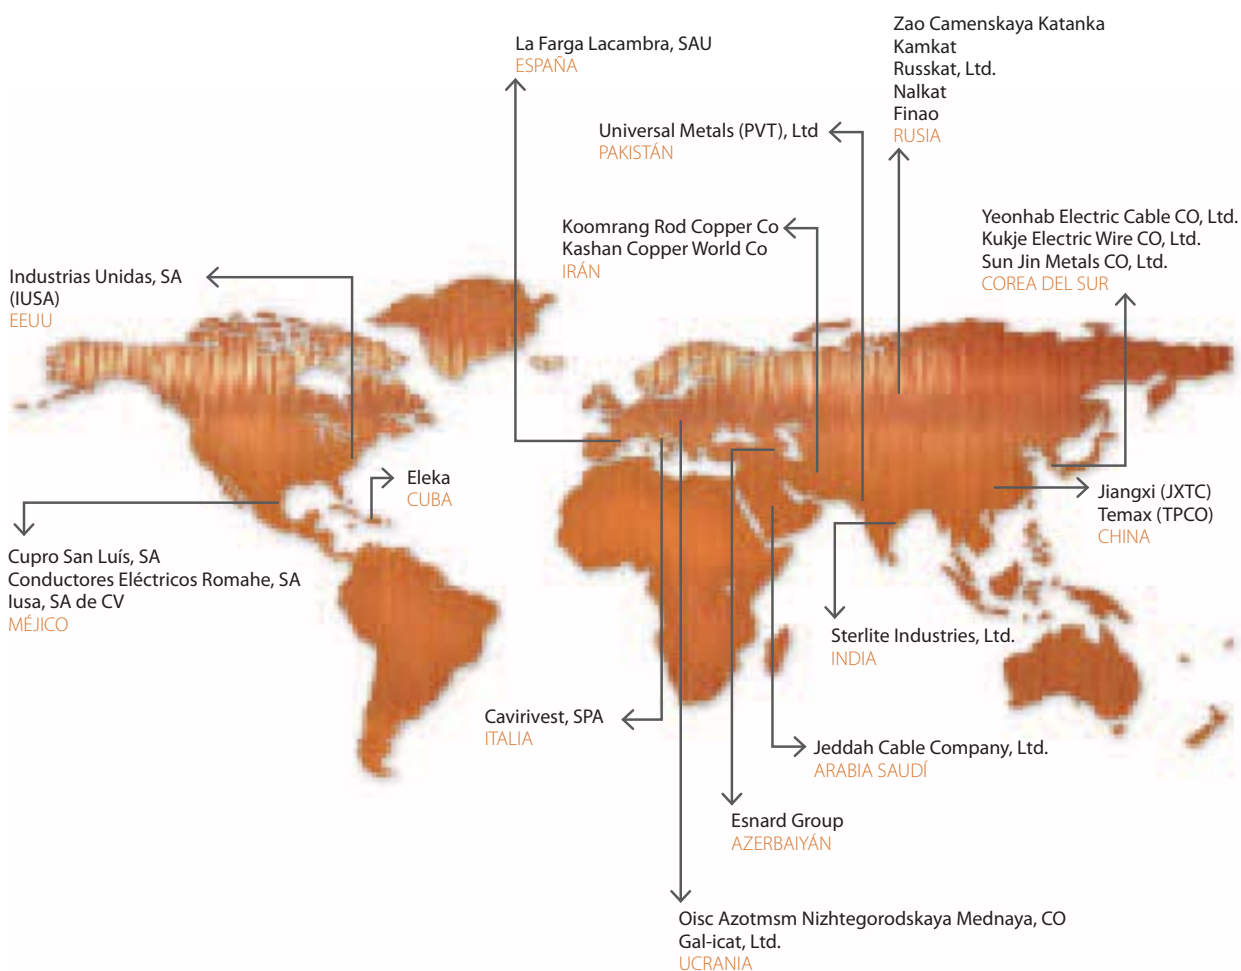 Zao Camenskaya Katanka
Kamkat
Russkat, Ltd.
Nalkat
Finao
RUSIA
La Farga Lacambra, SAU
ESPAÑA
Universal Metals (PVT), Ltd
PAKISTÁN
Koomrang Rod Copper Co
Kashan Copper World Co
IRÁN
Yeonhab Electric Cable CO, Ltd.
Kukje Electric Wire CO, Ltd.
Sun Jin Metals CO, Ltd.
COREA DEL SUR
Industrias Unidas, SA
(IUSA)
EEUU
Eleka
CUBA
Jiangxi (JXTC)
Temax (TPCO)
CHINA
Cupro San Luís, SA
Conductores Eléctricos Romahe, SA
Iusa, SA de CV
MÉJICO
Sterlite Industries, Ltd.
INDIA
Cavirivest, SPA
ITALIA
Jeddah Cable Company, Ltd.
ARABIA SAUDÍ
Esnard Group
AZERBAIYÁN
Oisc Azotmsm Nizhtegorodskaya Mednaya, CO
Gal-icat, Ltd.
UCRANIA